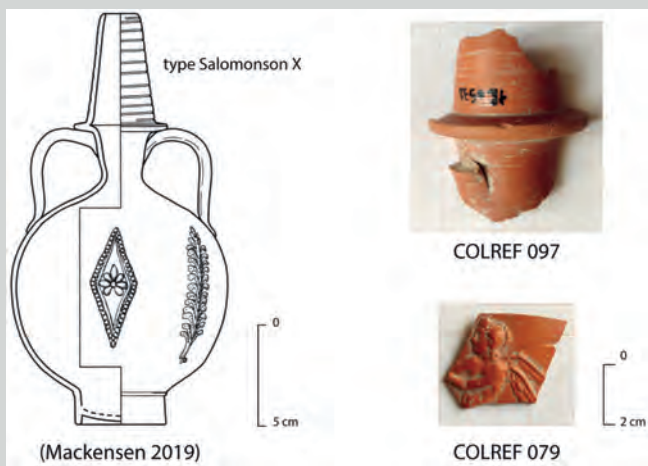 type Salomonson X
0
5 cm
(Mackensen 2019)
COLREF 097
0
2 cm
COLREF 079